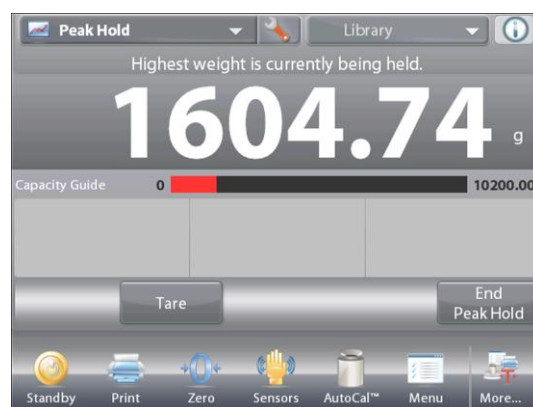 Peak Hold
Library
Highest weight is currently being held.
1604.74 g
Capacity Guide 0 10200.00
Tare
End
Peak Hold
Standby Print Zero Sensors AutoCal™ Menu More...